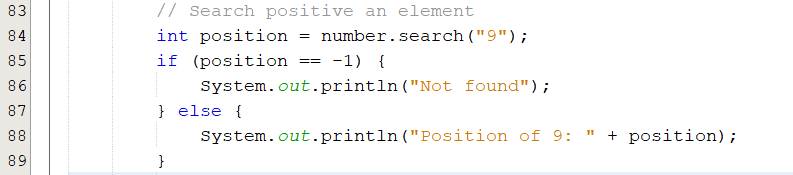 83 // Search positive an element
84 int position = number.search("9");
85 if (position == -1) {
86 System.out.println("Not found");
87 } else {
88 System.out.println("Position of 9: " + position);
89 }